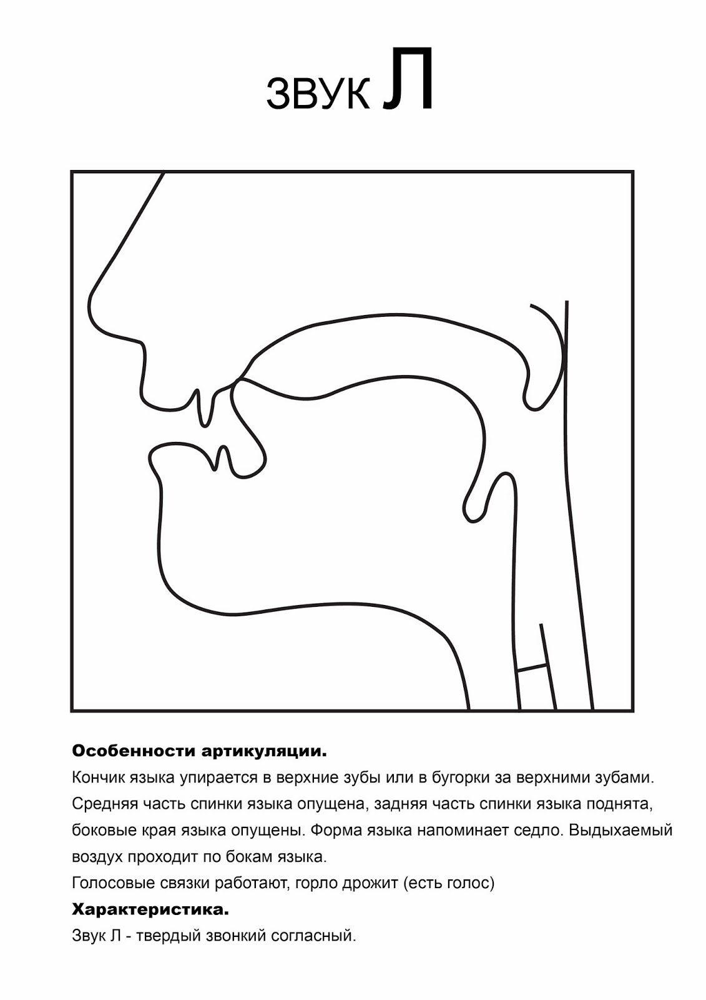 ЗВУК Л
Особенности артикуляции.
Кончик языка упирается в верхние зубы или в бугорки за верхними зубами.
Средняя часть спинки языка опущена, задняя часть спинки языка поднята,
боковые края языка опущены. Форма языка напоминает седло. Выдыхаемый
воздух проходит по бокам языка.
Голосовые связки работают, горло дрожит (есть голос)
Характеристика.
Звук Л - твердый звонкий согласный.